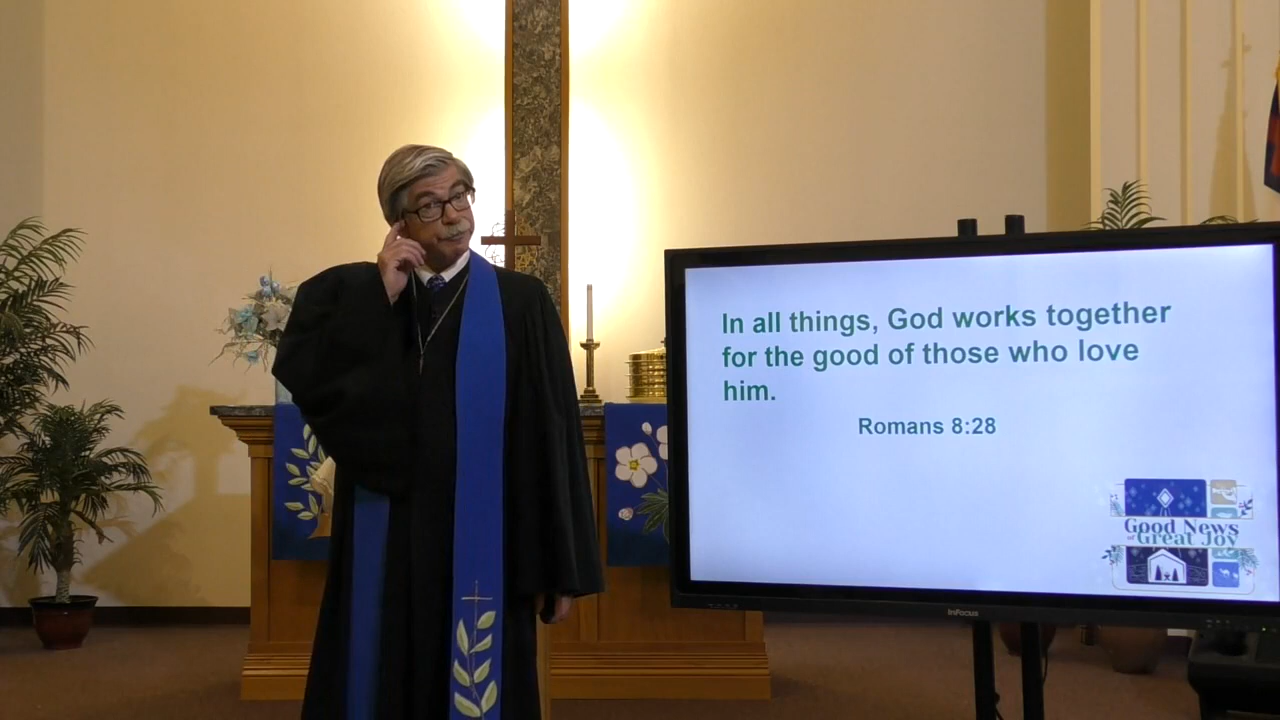 In all things, God works together
for the good of those who love
him.
Romans 8:28
Good News
of Great Joy
InFocus